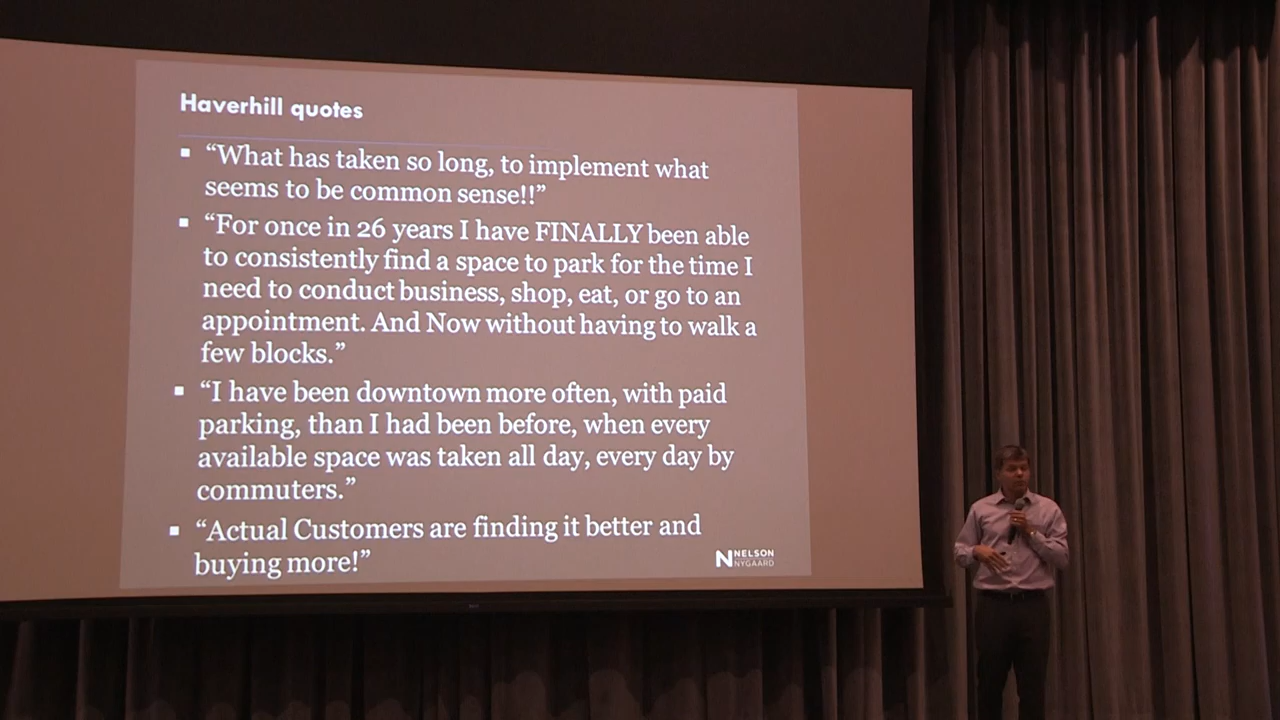 Haverhill quotes
▪ “What has taken so long, to implement what
seems to be common sense!!”
▪ “For once in 26 years I have FINALLY been able
to consistently find a space to park for the time I
need to conduct business, shop, eat, or go to an
appointment. And Now without having to walk a
few blocks.”
▪ “I have been downtown more often, with paid
parking, than I had been before, when every
available space was taken all day, every day by
commuters.”
▪ “Actual Customers are finding it better and
buying more!”
N NELSON
NYGAARD